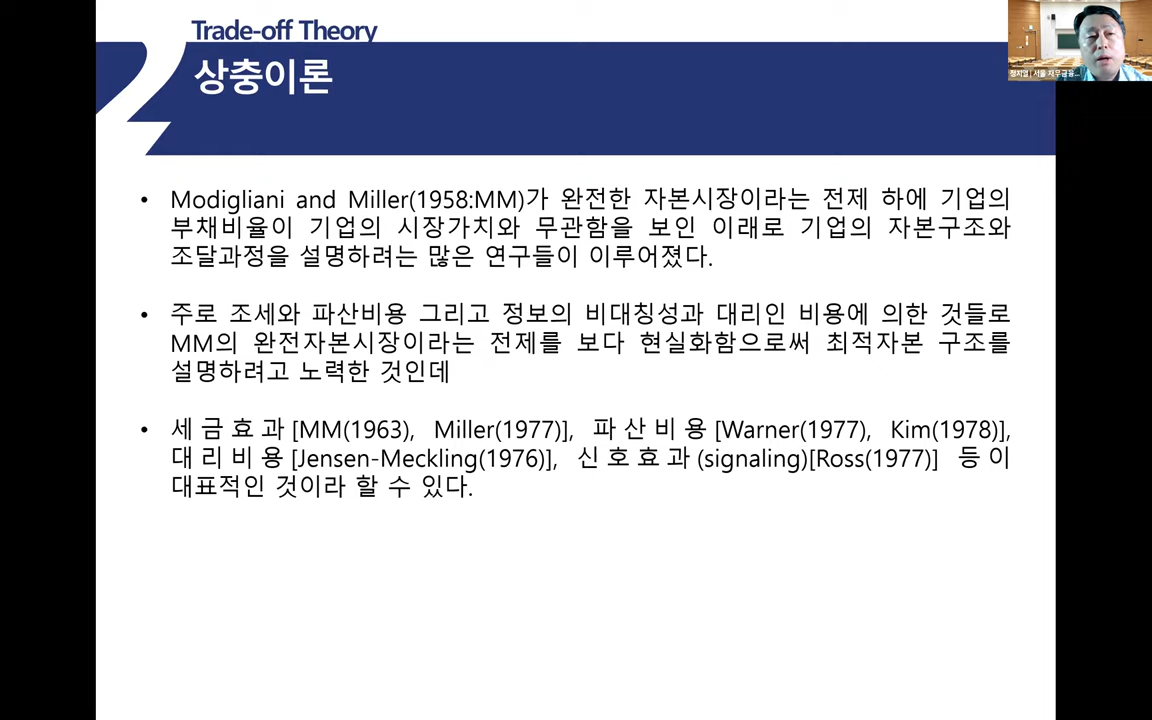 Trade-off Theory
2
상충이론
• Modigliani and Miller(1958:MM)가 완전한 자본시장이라는 전제 하에 기업의
부채비율이 기업의 시장가치와 무관함을 보인 이래로 기업의 자본구조와
조달과정을 설명하려는 많은 연구들이 이루어졌다.
• 주로 조세와 파산비용 그리고 정보의 비대칭성과 대리인 비용에 의한 것들로
MM의 완전자본시장이라는 전제를 보다 현실화함으로써 최적자본 구조를
설명하려고 노력한 것인데
• 세금효과[MM(1963), Miller(1977)], 파산비용[Warner(1977), Kim(1978)],
대리비용[Jensen-Meckling(1976)], 신호효과(signaling)[Ross(1977)] 등이
대표적인 것이라 할 수 있다.